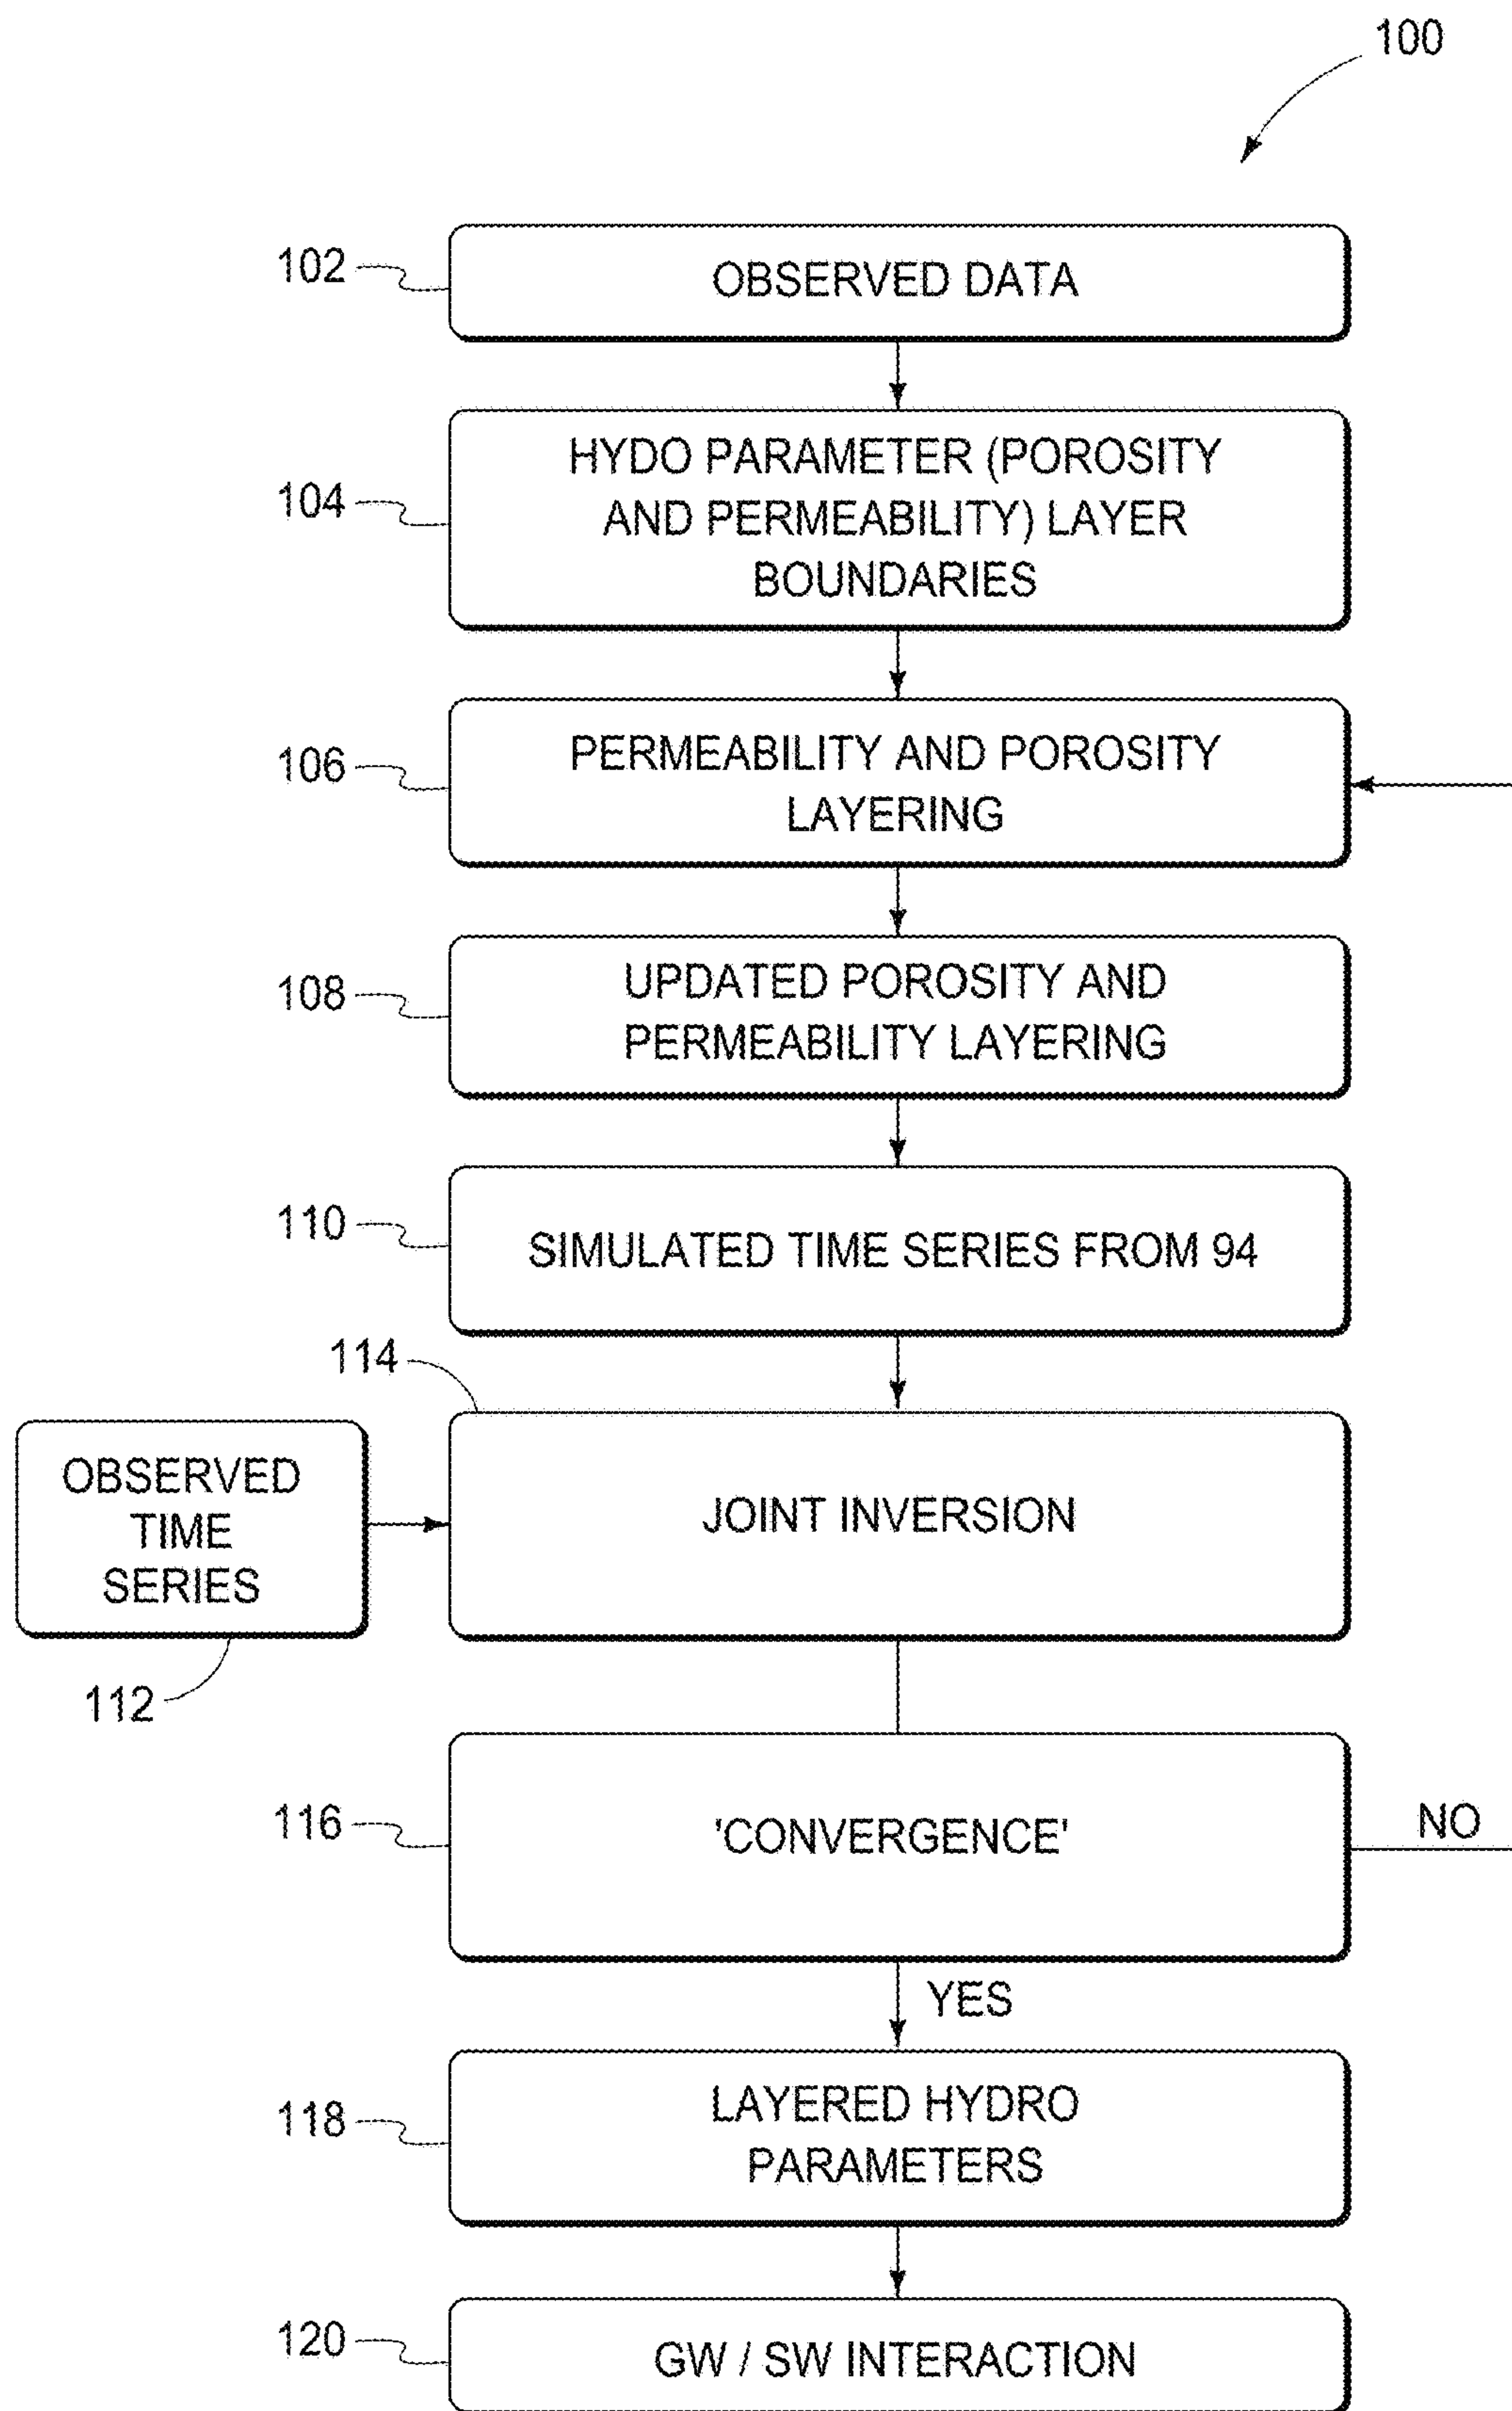 100
102
OBSERVED DATA
104
HYDO PARAMETER (POROSITY
AND PERMEABILITY) LAYER
BOUNDARIES
106
PERMEABILITY AND POROSITY
LAYERING
108
UPDATED POROSITY AND
PERMEABILITY LAYERING
110
SIMULATED TIME SERIES FROM 94
114
OBSERVED
TIME
SERIES
JOINT INVERSION
112
116
'CONVERGENCE'
NO
YES
118
LAYERED HYDRO
PARAMETERS
120
GW / SW INTERACTION